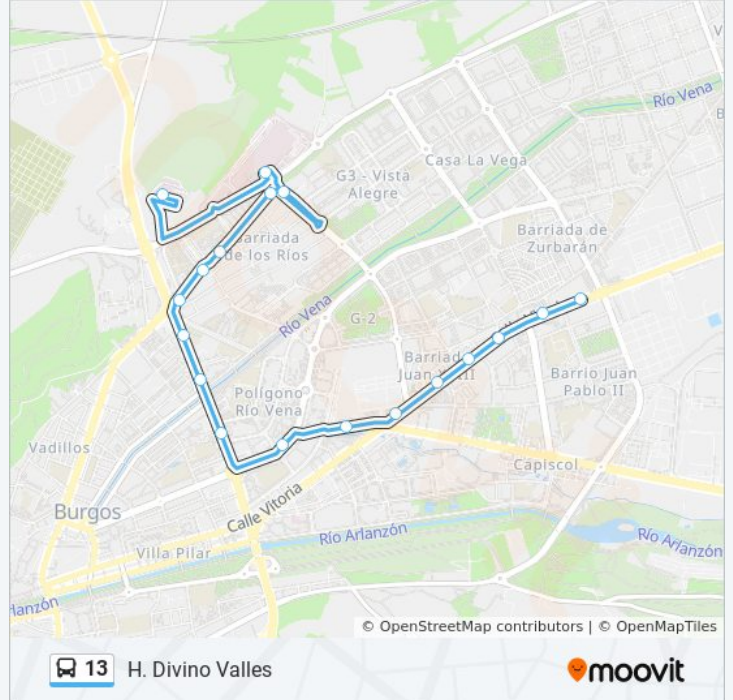 Río Vena
V
B
Casa La Vega
G3 - Vista
Alegre
Barriada de
Zurbarán
Barriada
de los Ríos
Río Vena
G-2
Barriada
Juan XXIII
Barrio Juan
Pablo II
Polígono
Río Vena
Vadillos
Capiscol
Calle Vitoria
Burgos
Río Arlanzón
Río Arlanzón
Villa Pilar
rlanzón
© OpenStreetMap contributors | © OpenMapTiles
13 H. Divino Valles
moovit